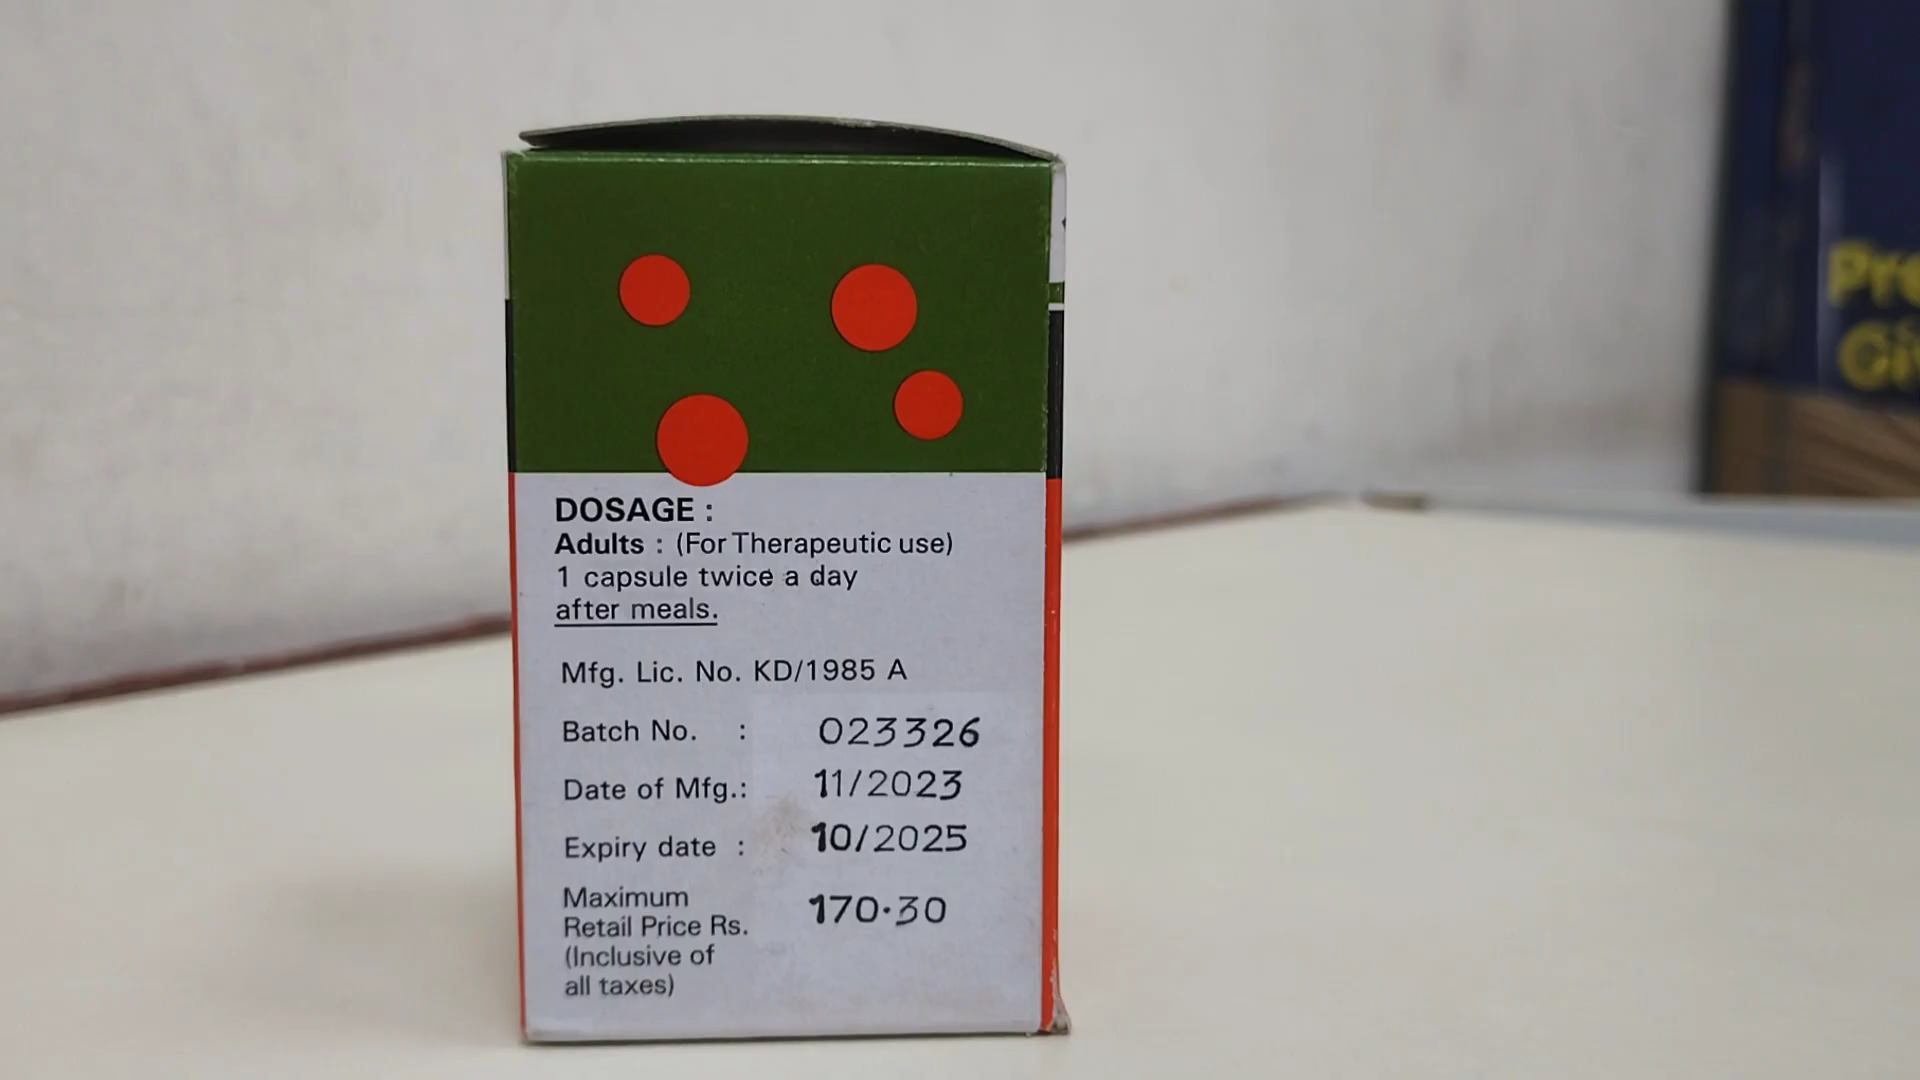 DOSAGE :
Adults : (For Therapeutic use)
1 capsule twice a day
after meals.
Mfg. Lic. No. KD/1985 A
Batch No. : 023326
Date of Mfg.: 11/2023
Expiry date : 10/2025
Maximum
Retail Price Rs. 170.30
(Inclusive of
all taxes)